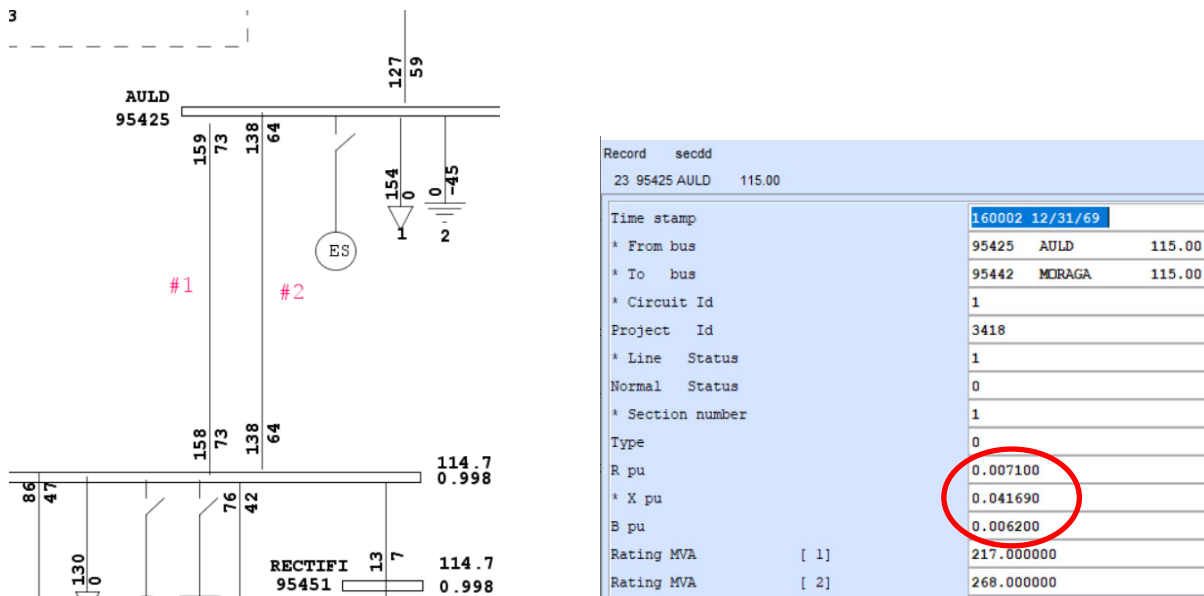 3
127
59
AULD
95425
159
73
138
64
154
0
0
-45
1
2
ES
#1
#2
158
73
138
64
114.7
0.998
86
47
76
42
130
0
RECTIFI
95451
13
7
114.7
0.998
Record secdd
23 95425 AULD 115.00
Time stamp 160002 12/31/69
* From bus 95425 AULD 115.00
* To bus 95442 MORAGA 115.00
* Circuit Id 1
Project Id 3418
* Line Status 1
Normal Status 0
* Section number 1
Type 0
R pu 0.007100
* X pu 0.041690
B pu 0.006200
Rating MVA [ 1] 217.000000
Rating MVA [ 2] 268.000000